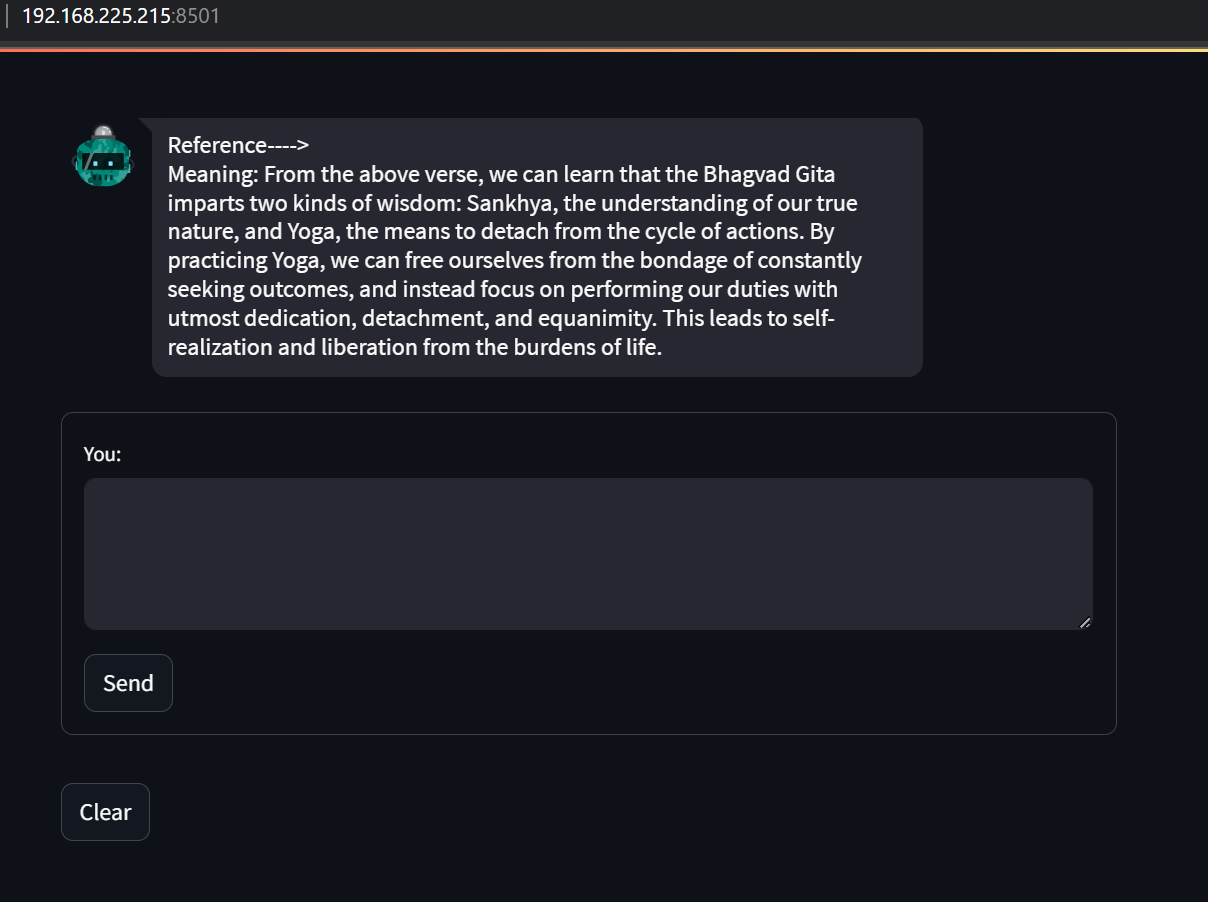 192.168.225.215:8501
Reference---->
Meaning: From the above verse, we can learn that the Bhagvad Gita
imparts two kinds of wisdom: Sankhya, the understanding of our true
nature, and Yoga, the means to detach from the cycle of actions. By
practicing Yoga, we can free ourselves from the bondage of constantly
seeking outcomes, and instead focus on performing our duties with
utmost dedication, detachment, and equanimity. This leads to self-
realization and liberation from the burdens of life.
You:
Send
Clear